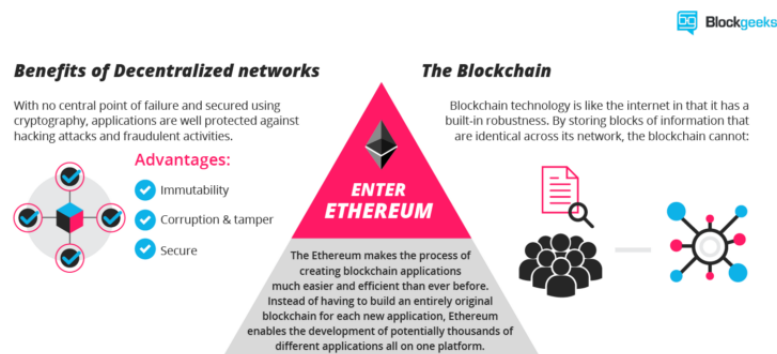 Blockgeeks
Benefits of Decentralized networks
With no central point of failure and secured using
cryptography, applications are well protected against
hacking attacks and fraudulent activities.
Advantages:
Immutability
Corruption & tamper
Secure
ENTER
ETHEREUM
The Ethereum makes the process of
creating blockchain applications
much easier and efficient than ever before.
Instead of having to build an entirely original
blockchain for each new application, Ethereum
enables the development of potentially thousands of
different applications all on one platform.
The Blockchain
Blockchain technology is like the internet in that it has a
built-in robustness. By storing blocks of information that
are identical across its network, the blockchain cannot: